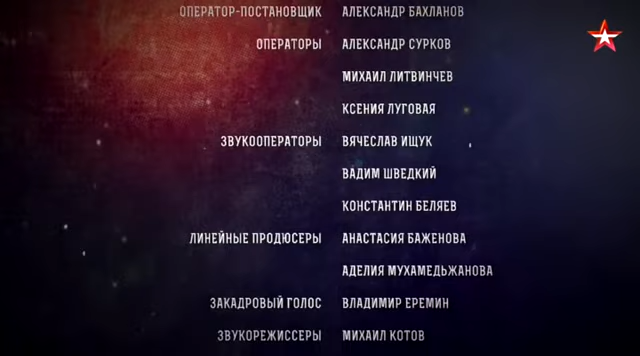 ОПЕРАТОР-ПОСТАНОВЩИК АЛЕКСАНДР БАХЛАНОВ
ОПЕРАТОРЫ АЛЕКСАНДР СУРКОВ
МИХАИЛ ЛИТВИНЧЕВ
КСЕНИЯ ЛУГОВАЯ
ЗВУКООПЕРАТОРЫ ВЯЧЕСЛАВ ИЩУК
ВАДИМ ШВЕДКИЙ
КОНСТАНТИН БЕЛЯЕВ
ЛИНЕЙНЫЕ ПРОДЮСЕРЫ АНАСТАСИЯ БАЖЕНОВА
АДЕЛИЯ МУХАМЕДЬЖАНОВА
ЗАКАДРОВЫЙ ГОЛОС ВЛАДИМИР ЕРЕМИН
ЗВУКОРЕЖИССЕРЫ МИХАИЛ КОТОВ